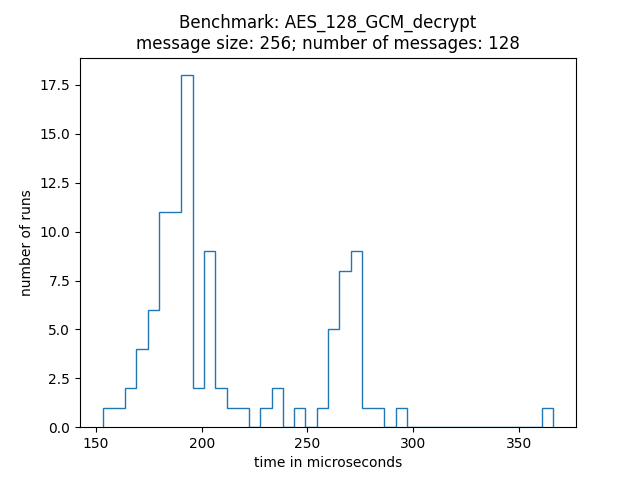 Benchmark: AES_128_GCM_decrypt
message size: 256; number of messages: 128
17.5
15.0
12.5
10.0
7.5
5.0
2.5
0.0
number of runs
150 200 250 300 350
time in microseconds